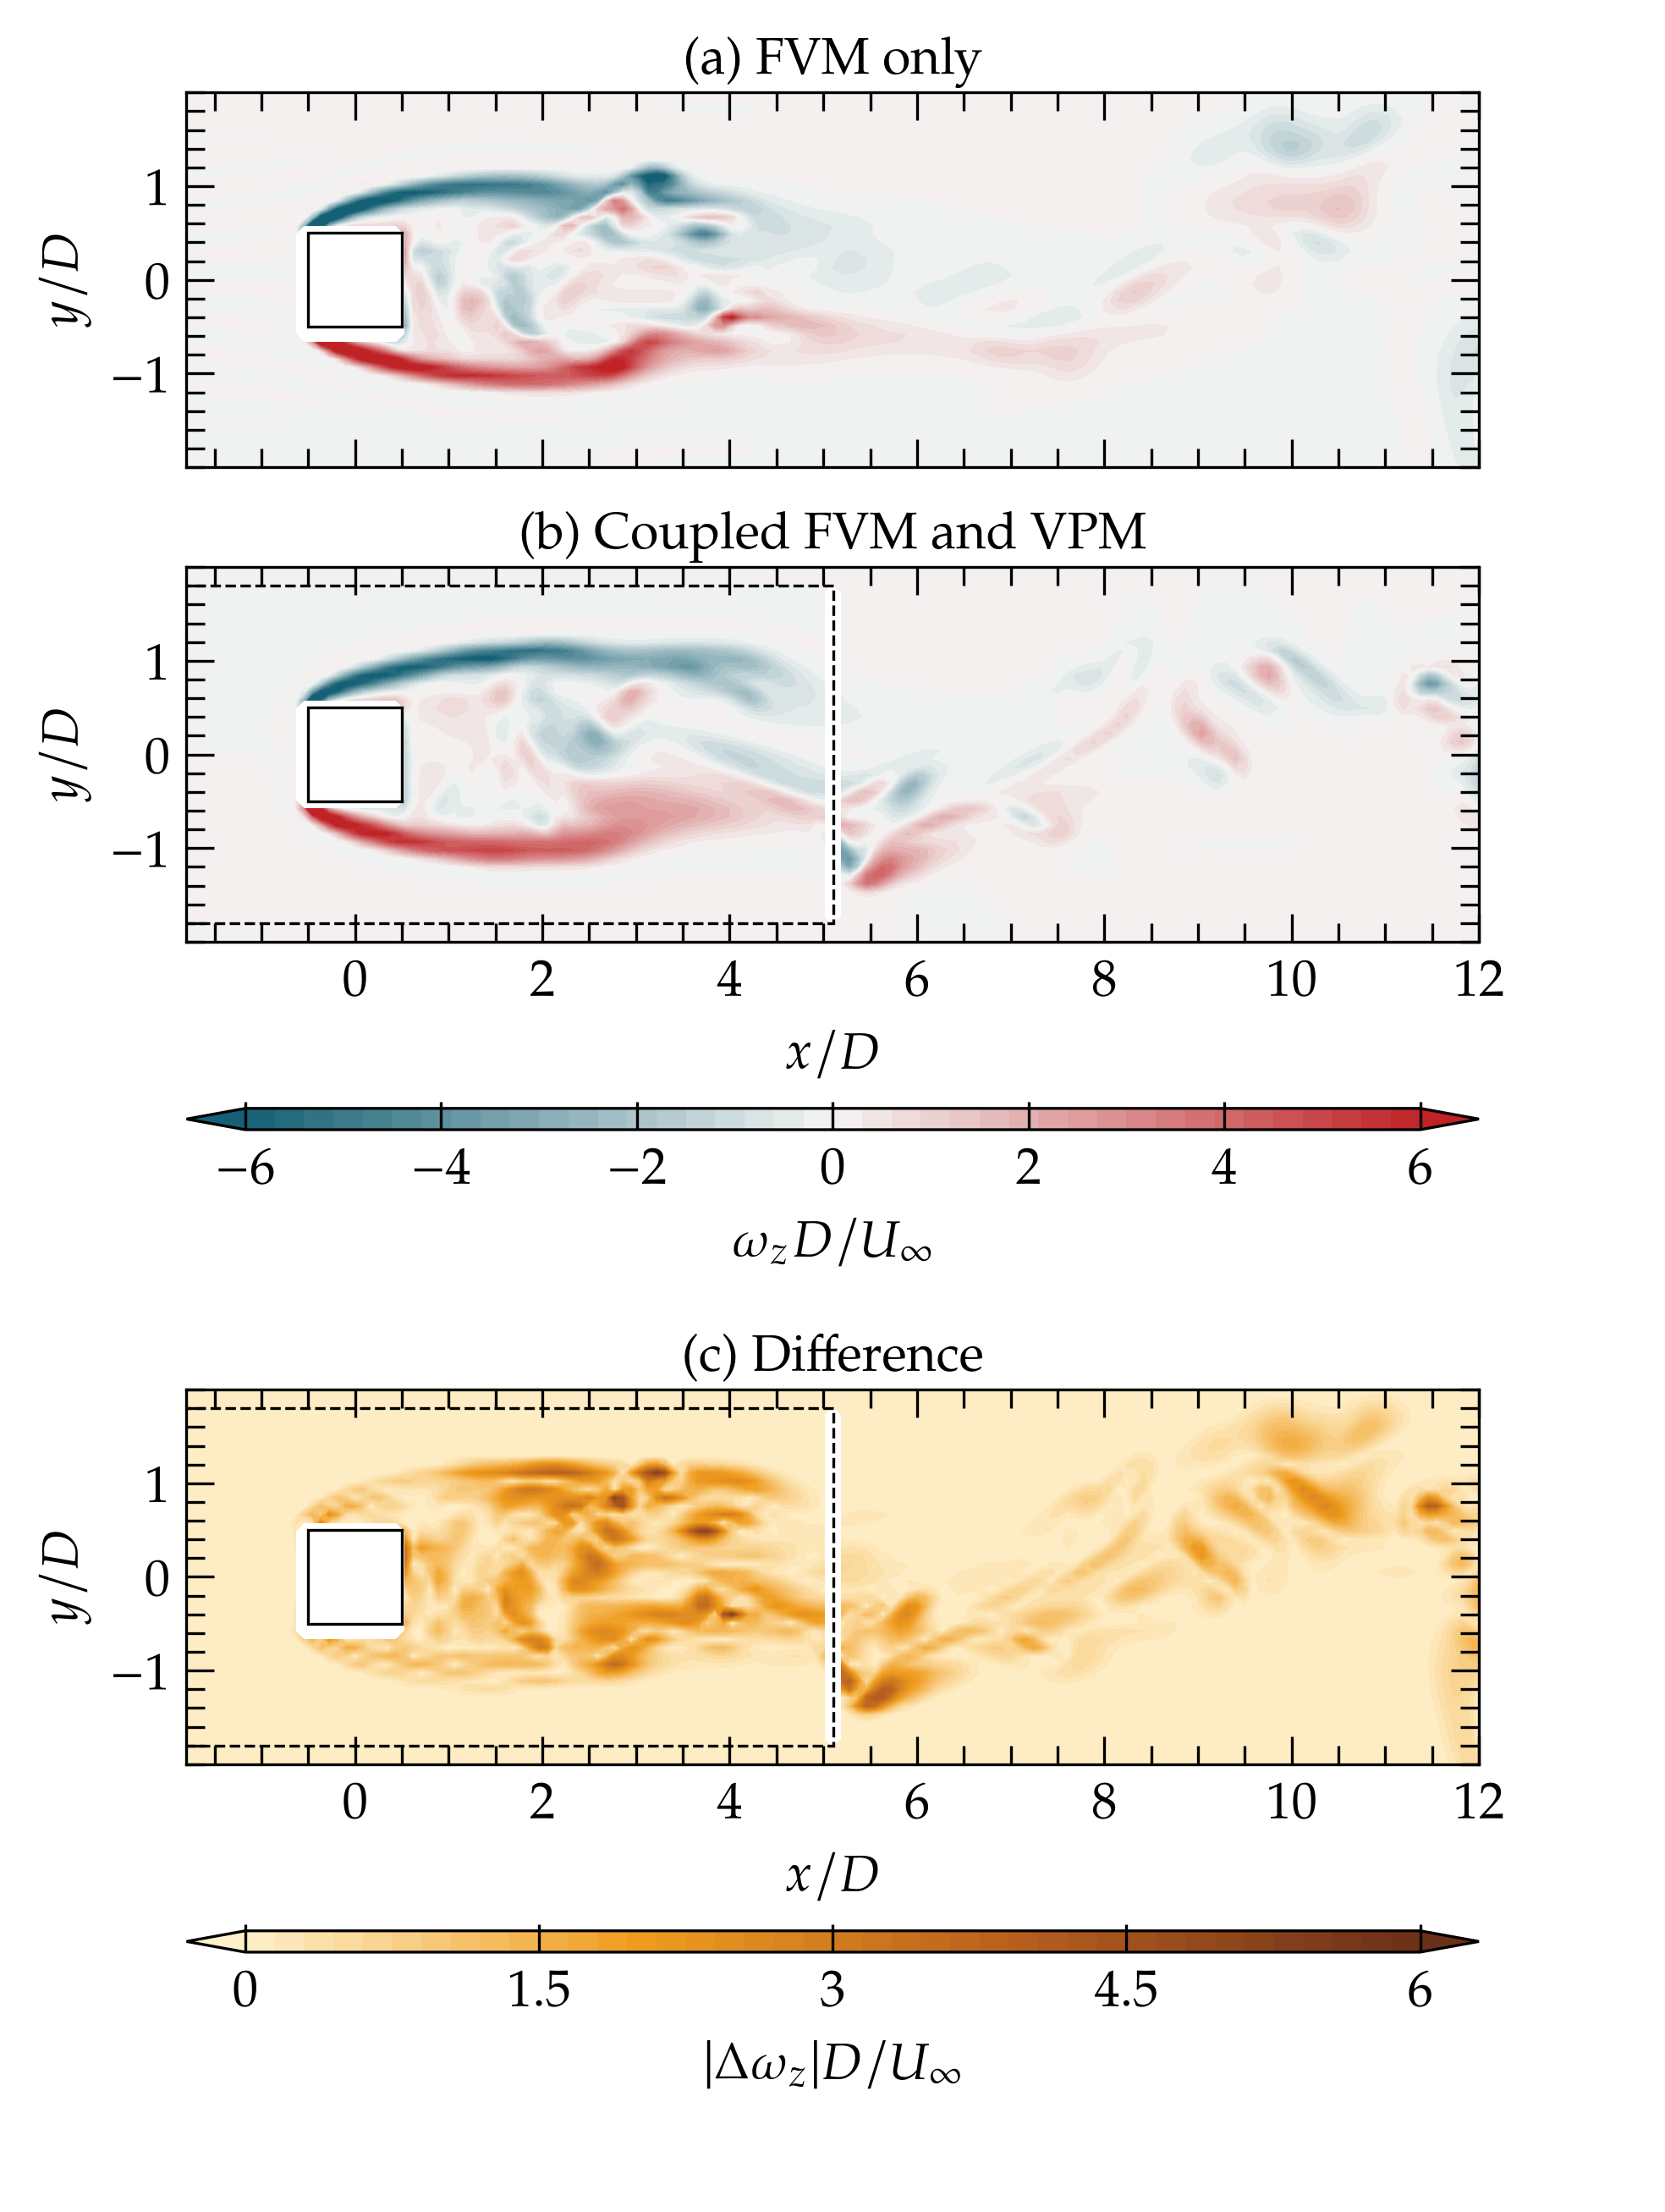 (a) FVM only
y/D
1
0
−1
(b) Coupled FVM and VPM
y/D
1
0
−1
0 2 4 6 8 10 12
x/D
−6 −4 −2 0 2 4 6
ω_z D/U_∞
(c) Difference
y/D
1
0
−1
0 2 4 6 8 10 12
x/D
0 1.5 3 4.5 6
|Δω_z|D/U_∞